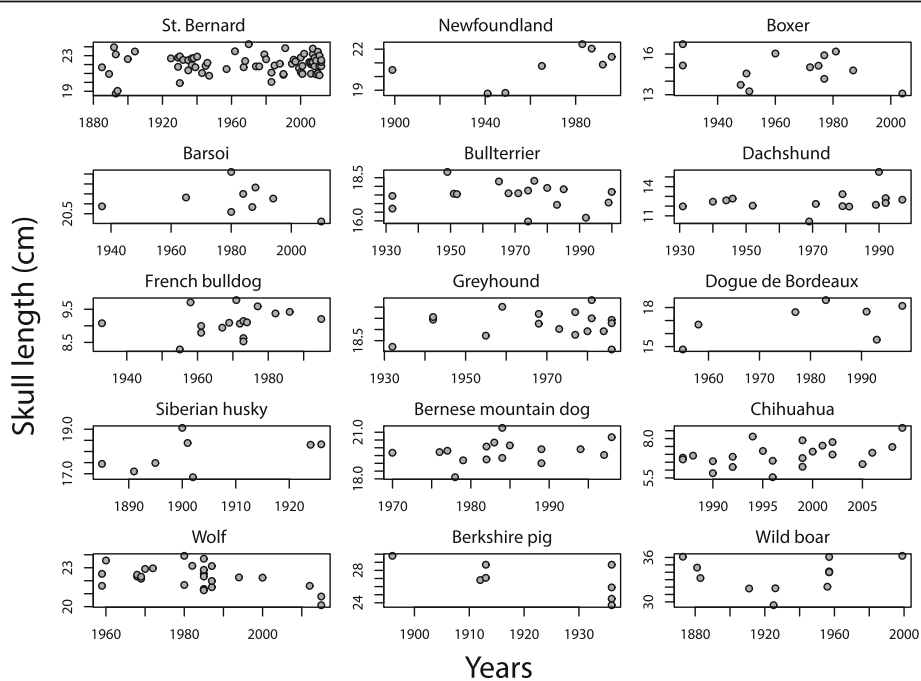 St. Bernard Newfoundland Boxer
23 22 16
19 19 13
1880 1920 1960 2000 1900 1940 1980 1940 1960 1980 2000
Barsoi Bullterrier Dachshund
20.5 18.5 14
16.0 11
1940 1960 1980 2000 1930 1950 1970 1990 1930 1950 1970 1990
French bulldog Greyhound Dogue de Bordeaux
9.5 18
8.5 18.5 15
1940 1960 1980 1930 1950 1970 1960 1970 1980 1990
Siberian husky Bernese mountain dog Chihuahua
19.0 21.0 8.0
17.0 18.0 5.5
1890 1900 1910 1920 1970 1980 1990 1990 1995 2000 2005
Wolf Berkshire pig Wild boar
23 28 36
20 24 30
1960 1980 2000 1900 1910 1920 1930 1880 1920 1960 2000
Skull length (cm)
Years